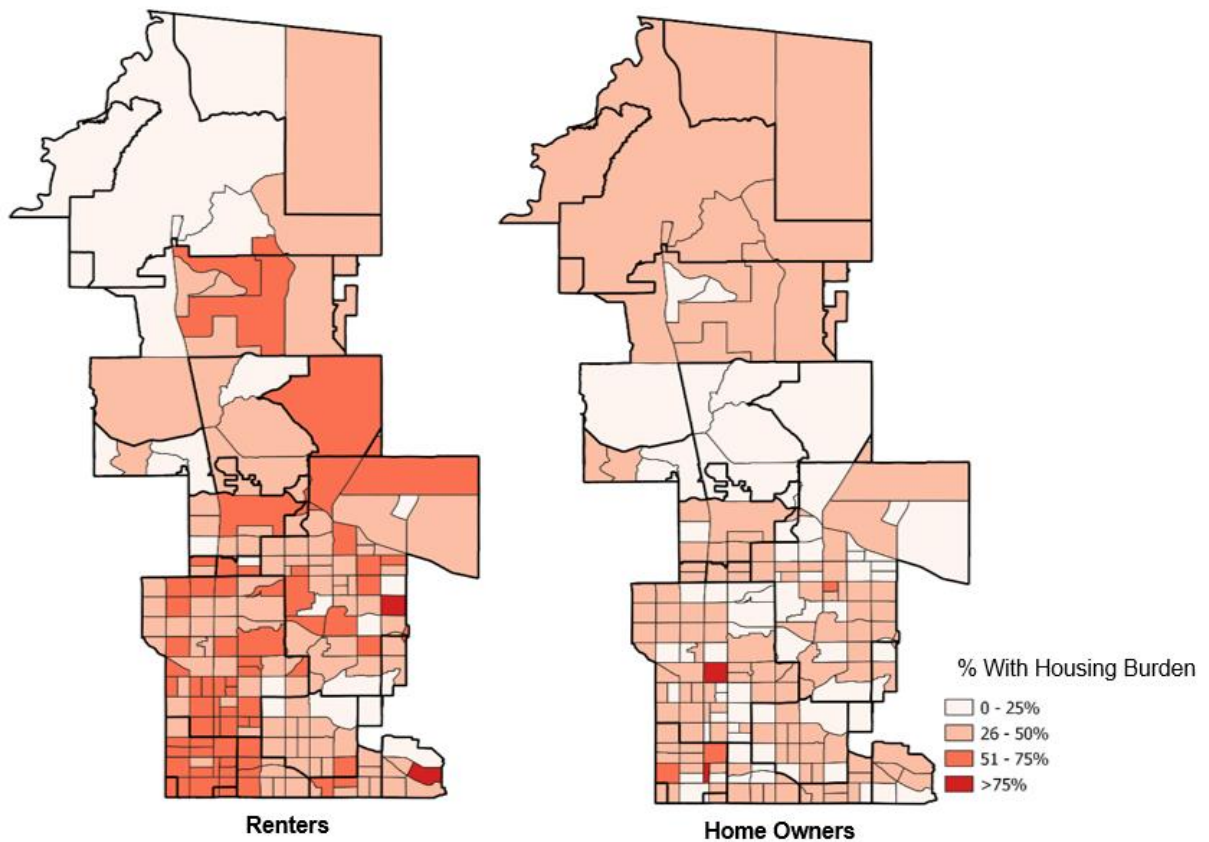 % With Housing Burden
0 - 25%
26 - 50%
51 - 75%
>75%
Renters
Home Owners